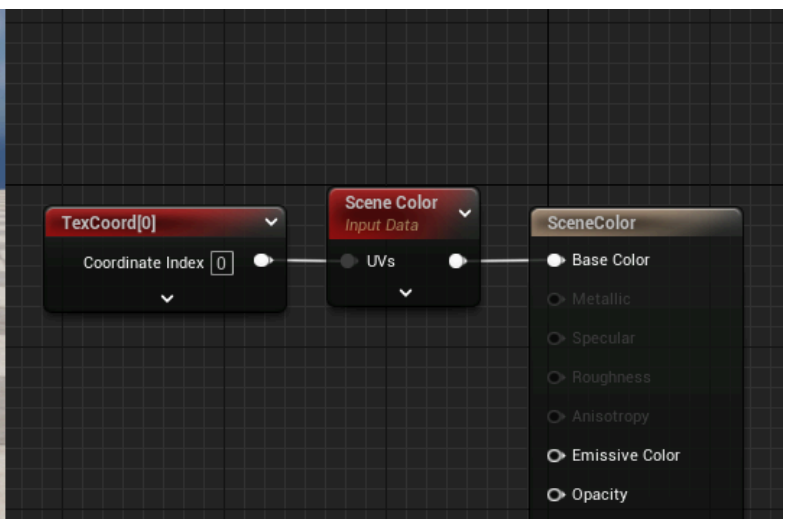 TexCoord[0]
Coordinate Index 0
Scene Color
Input Data
UVs
SceneColor
Base Color
Metallic
Specular
Roughness
Anisotropy
Emissive Color
Opacity